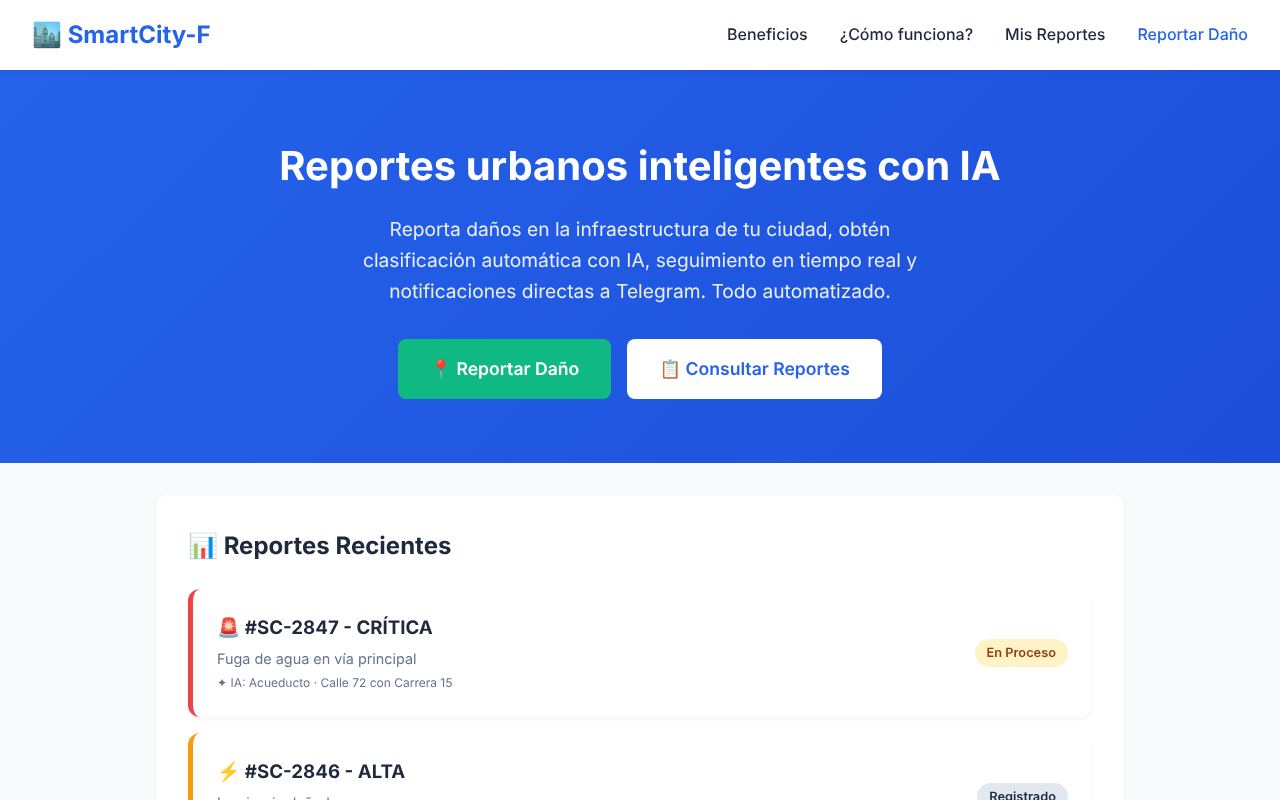 SmartCity-F
Beneficios
¿Cómo funciona?
Mis Reportes
Reportar Daño
Reportes urbanos inteligentes con IA
Reporta daños en la infraestructura de tu ciudad, obtén
clasificación automática con IA, seguimiento en tiempo real y
notificaciones directas a Telegram. Todo automatizado.
📍 Reportar Daño
📋 Consultar Reportes
📊 Reportes Recientes
🚨 #SC-2847 - CRÍTICA
Fuga de agua en vía principal
✦ IA: Acueducto · Calle 72 con Carrera 15
En Proceso
⚡ #SC-2846 - ALTA
Registrado